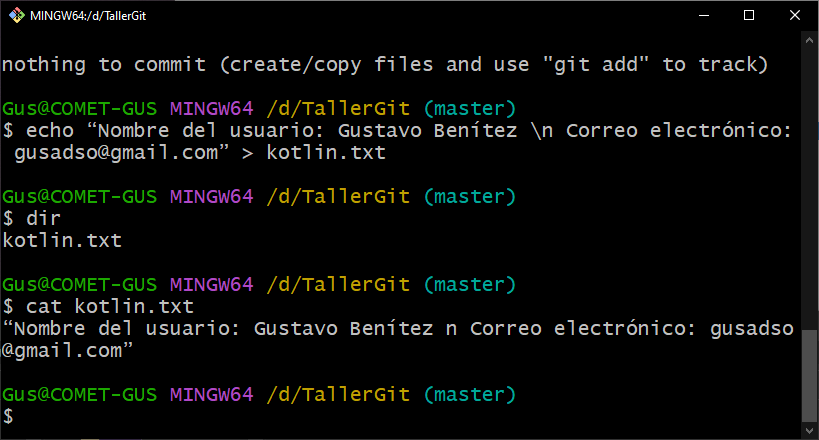 MINGW64:/d/TallerGit
nothing to commit (create/copy files and use "git add" to track)
Gus@COMET-GUS MINGW64 /d/TallerGit (master)
$ echo “Nombre del usuario: Gustavo Benítez \n Correo electrónico:
gusadso@gmail.com” > kotlin.txt
Gus@COMET-GUS MINGW64 /d/TallerGit (master)
$ dir
kotlin.txt
Gus@COMET-GUS MINGW64 /d/TallerGit (master)
$ cat kotlin.txt
“Nombre del usuario: Gustavo Benítez n Correo electrónico: gusadso
@gmail.com”
Gus@COMET-GUS MINGW64 /d/TallerGit (master)
$